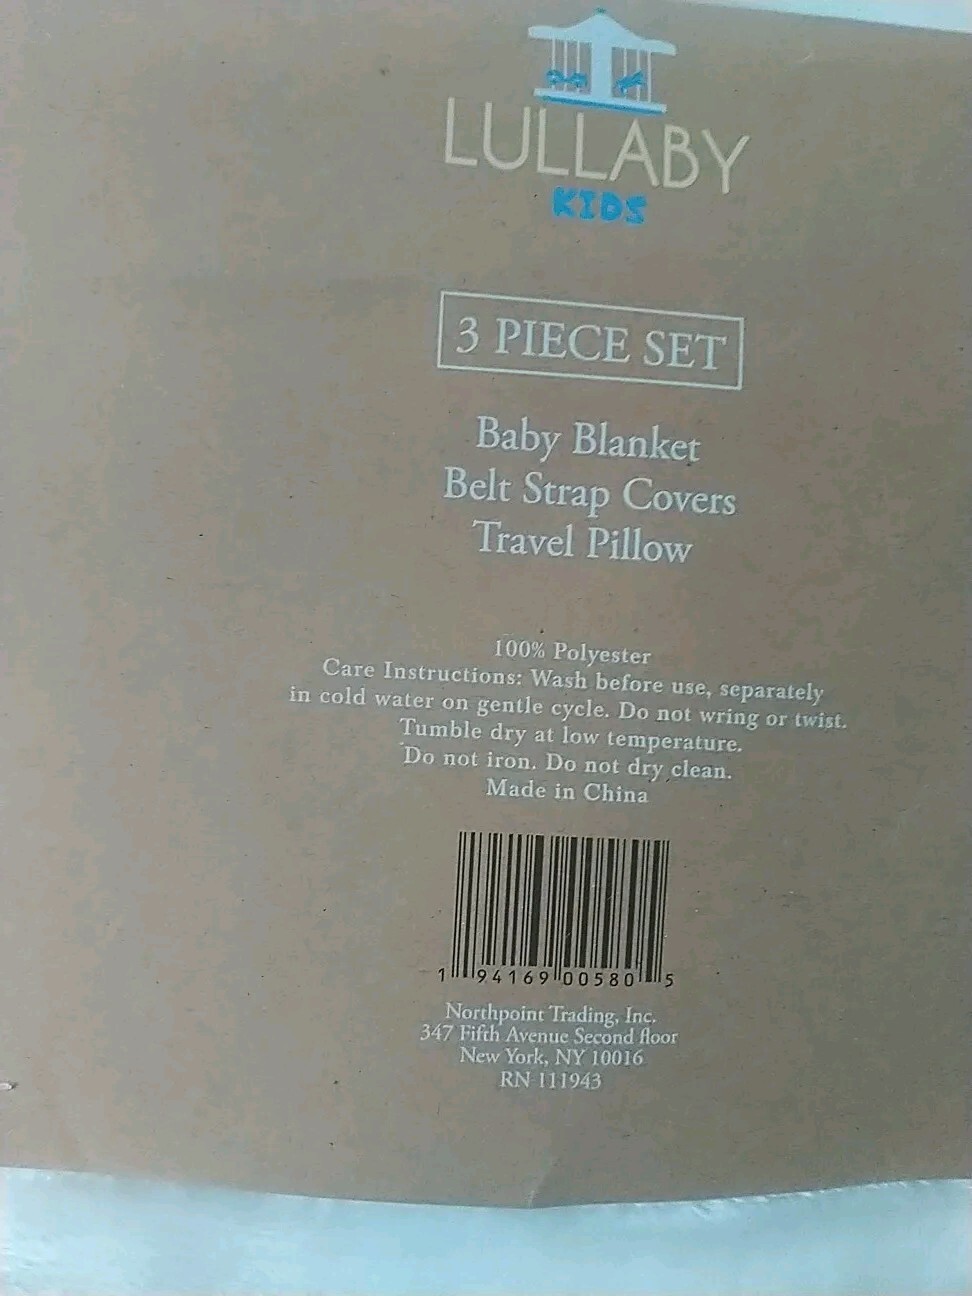 LULLABY
KIDS
3 PIECE SET
Baby Blanket
Belt Strap Covers
Travel Pillow
100% Polyester
Care Instructions: Wash before use, separately
in cold water on gentle cycle. Do not wring or twist.
Tumble dry at low temperature.
Do not iron. Do not dry clean.
Made in China
1 94169 00580 5
Northpoint Trading, Inc.
347 Fifth Avenue Second floor
New York, NY 10016
RN 111943